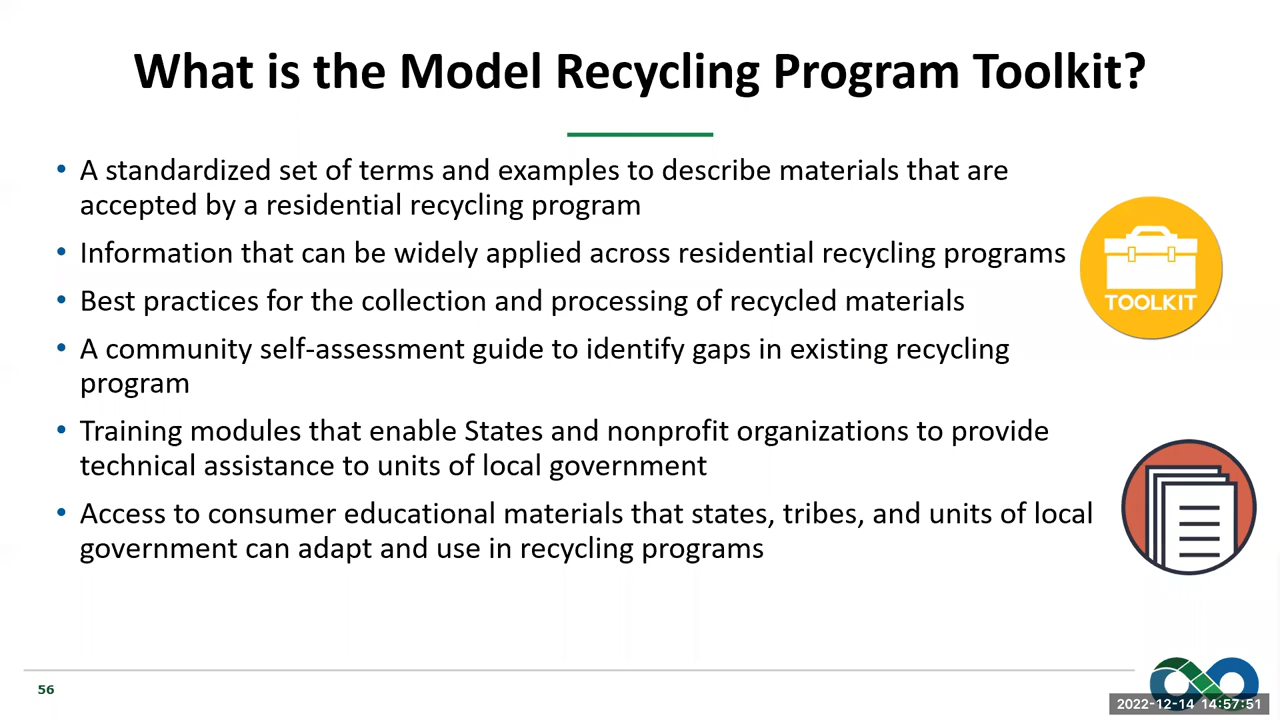 What is the Model Recycling Program Toolkit?
• A standardized set of terms and examples to describe materials that are
accepted by a residential recycling program
• Information that can be widely applied across residential recycling programs
• Best practices for the collection and processing of recycled materials
• A community self-assessment guide to identify gaps in existing recycling
program
• Training modules that enable States and nonprofit organizations to provide
technical assistance to units of local government
• Access to consumer educational materials that states, tribes, and units of local
government can adapt and use in recycling programs
TOOLKIT
56
2022-12-14 14:57:51